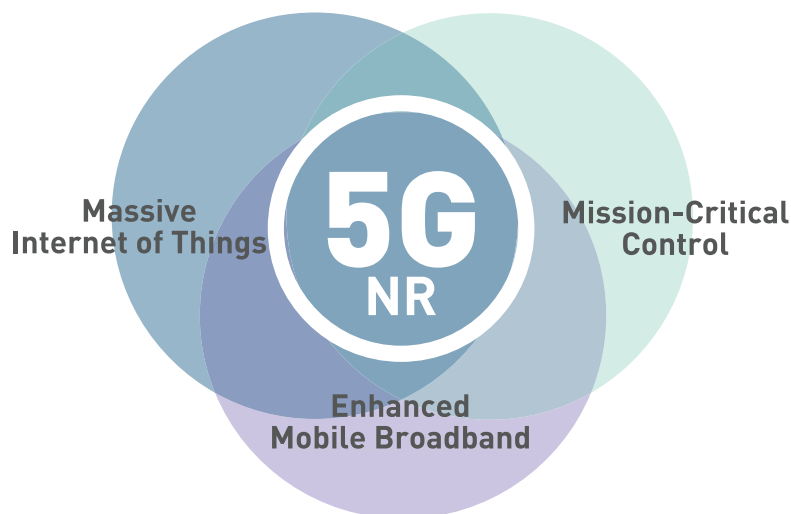 5G
NR
Massive
Internet of Things
Mission-Critical
Control
Enhanced
Mobile Broadband